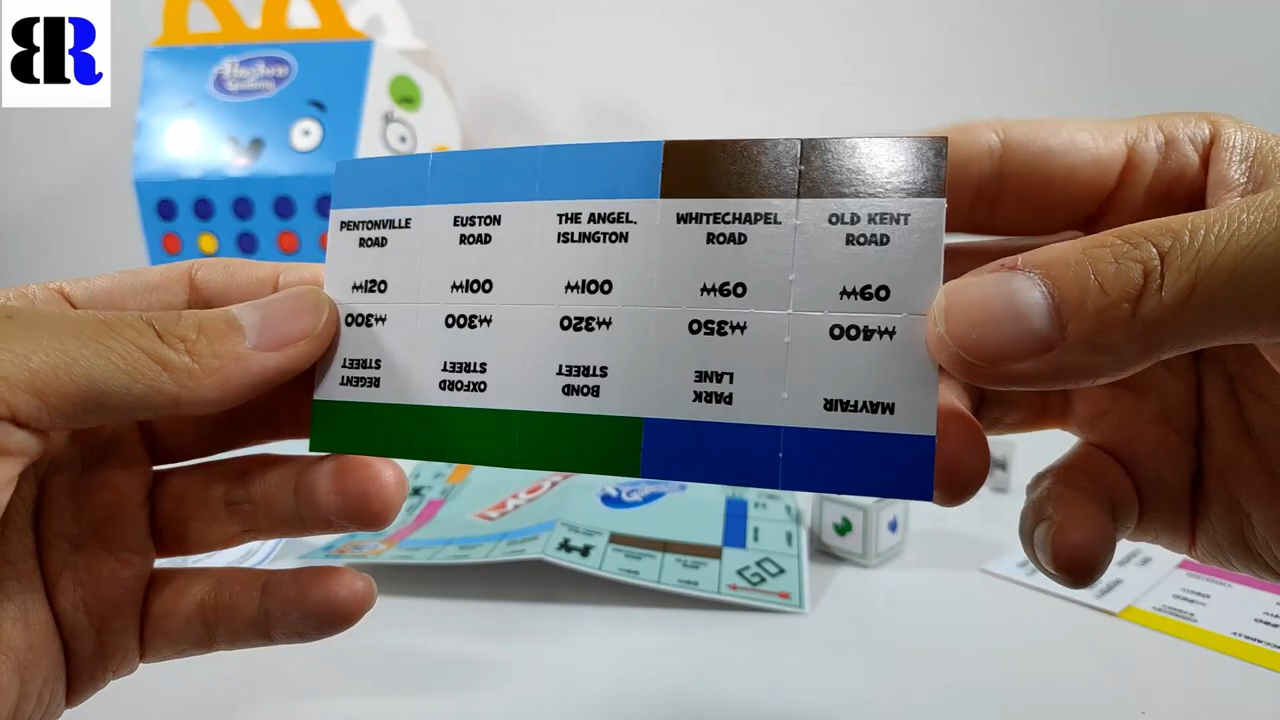 BR
Hasbro
Gaming
PENTONVILLE
ROAD
₩120
EUSTON
ROAD
₩100
THE ANGEL,
ISLINGTON
₩100
WHITECHAPEL
ROAD
₩60
OLD KENT
ROAD
₩60
MAYFAIR
₩400
PARK
LANE
₩350
BOND
STREET
₩320
OXFORD
STREET
₩300
REGENT
STREET
₩300
GO